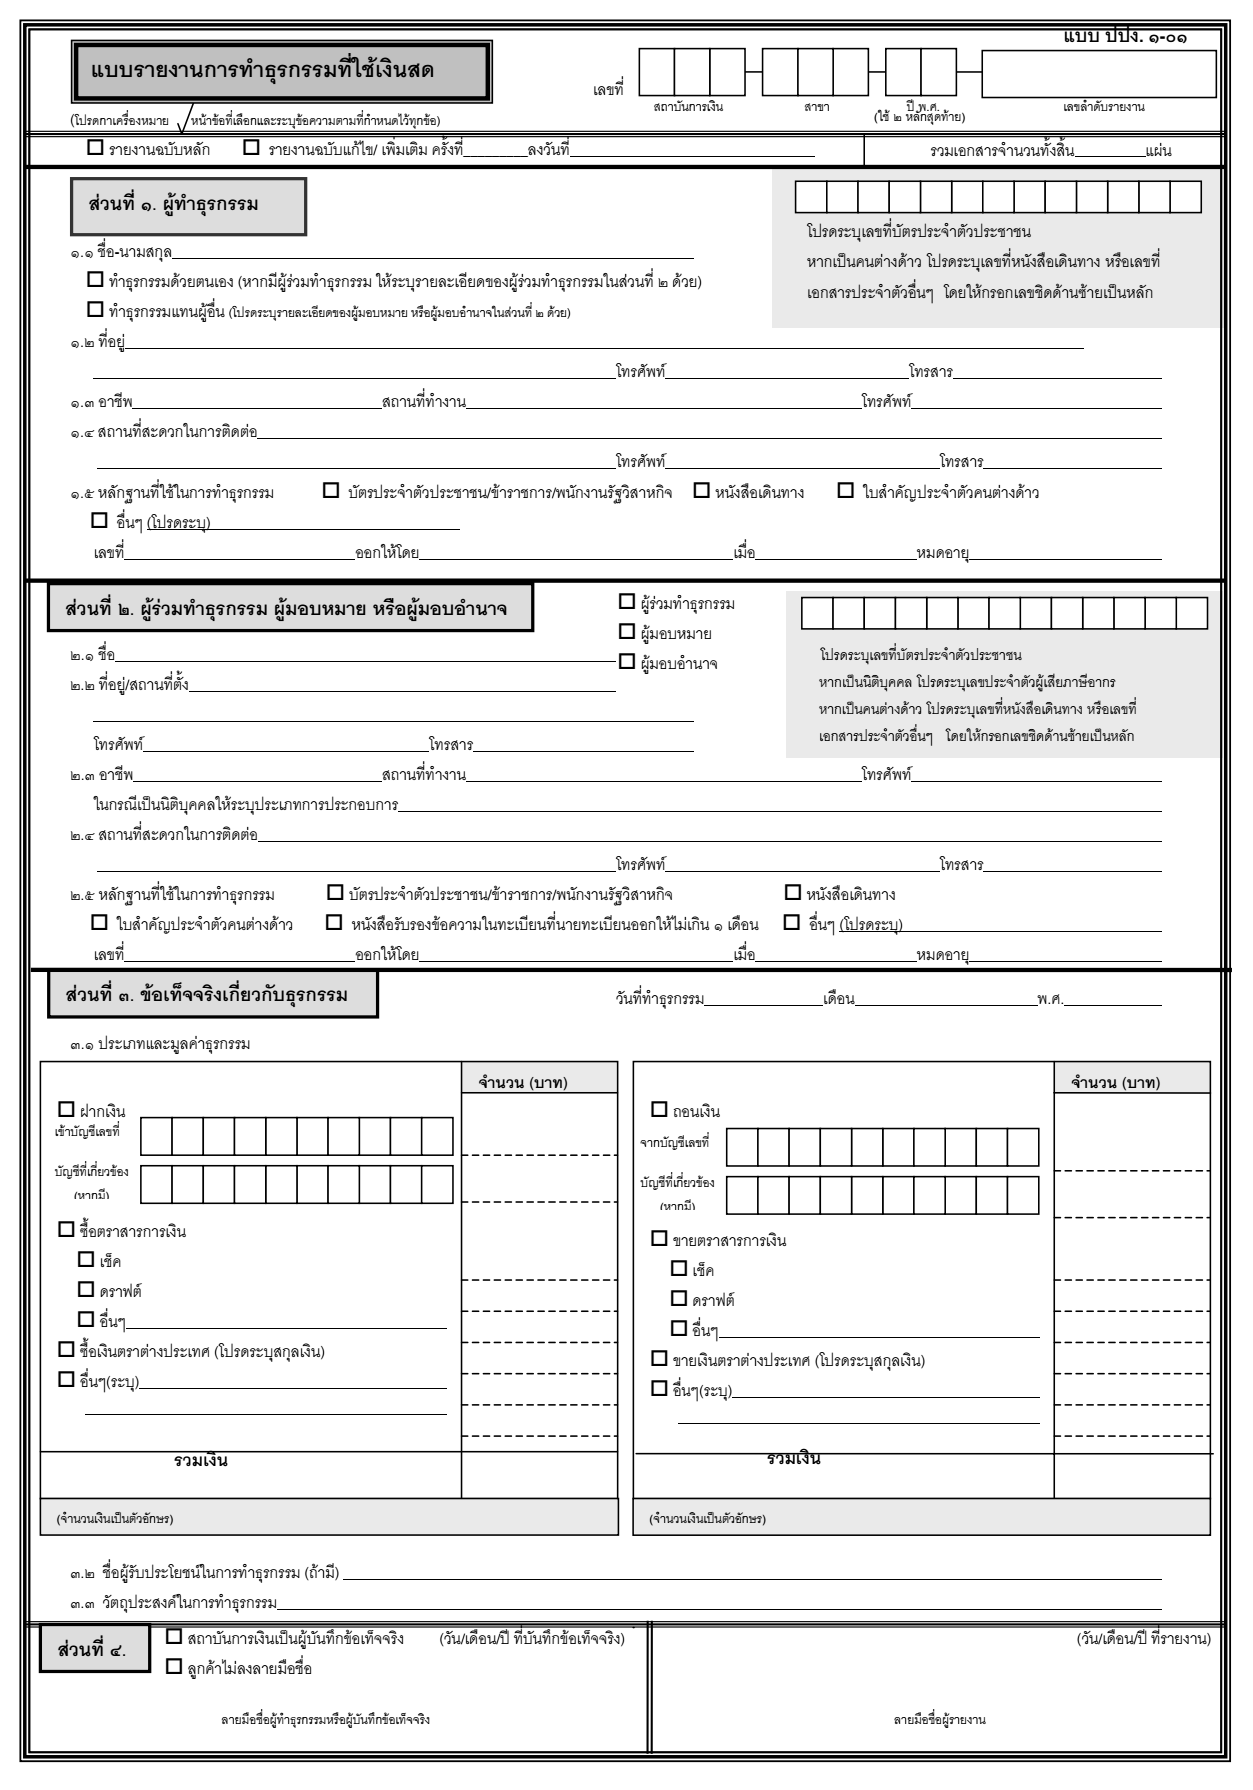 แบบ ปปง. ๑-๐๑
แบบรายงานการทำธุรกรรมที่ใช้เงินสด
เลขที่
สถาบันการเงิน สาขา ปี พ.ศ. เลขลำดับรายงาน
(ใช้ ๒ หลักสุดท้าย)
(โปรดกาเครื่องหมาย √ หน้าข้อที่เลือกและระบุข้อความตามที่กำหนดไว้ทุกข้อ)
รายงานฉบับหลัก รายงานฉบับแก้ไข/ เพิ่มเติม ครั้งที่________ลงวันที่________ รวมเอกสารจำนวนทั้งสิ้น________แผ่น
ส่วนที่ ๑. ผู้ทำธุรกรรม
โปรดระบุเลขที่บัตรประจำตัวประชาชน
หากเป็นคนต่างด้าว โปรดระบุเลขที่หนังสือเดินทาง หรือเลขที่
เอกสารประจำตัวอื่นๆ โดยให้กรอกเลขชิดด้านซ้ายเป็นหลัก
๑.๑ ชื่อ-นามสกุล
ทำธุรกรรมด้วยตนเอง (หากมีผู้ร่วมทำธุรกรรม ให้ระบุรายละเอียดของผู้ร่วมทำธุรกรรมในส่วนที่ ๒ ด้วย)
ทำธุรกรรมแทนผู้อื่น (โปรดระบุรายละเอียดของผู้มอบหมาย หรือผู้มอบอำนาจในส่วนที่ ๒ ด้วย)
๑.๒ ที่อยู่
โทรศัพท์ โทรสาร
๑.๓ อาชีพ สถานที่ทำงาน โทรศัพท์
๑.๔ สถานที่สะดวกในการติดต่อ
โทรศัพท์ โทรสาร
๑.๕ หลักฐานที่ใช้ในการทำธุรกรรม บัตรประจำตัวประชาชน/ข้าราชการ/พนักงานรัฐวิสาหกิจ หนังสือเดินทาง ใบสำคัญประจำตัวคนต่างด้าว
อื่นๆ (โปรดระบุ)
เลขที่ ออกให้โดย เมื่อ หมดอายุ
ส่วนที่ ๒. ผู้ร่วมทำธุรกรรม ผู้มอบหมาย หรือผู้มอบอำนาจ
ผู้ร่วมทำธุรกรรม
ผู้มอบหมาย
ผู้มอบอำนาจ
โปรดระบุเลขที่บัตรประจำตัวประชาชน
หากเป็นนิติบุคคล โปรดระบุเลขประจำตัวผู้เสียภาษีอากร
หากเป็นคนต่างด้าว โปรดระบุเลขที่หนังสือเดินทาง หรือเลขที่
เอกสารประจำตัวอื่นๆ โดยให้กรอกเลขชิดด้านซ้ายเป็นหลัก
๒.๑ ชื่อ
๒.๒ ที่อยู่/สถานที่ตั้ง
โทรศัพท์ โทรสาร
๒.๓ อาชีพ สถานที่ทำงาน โทรศัพท์
ในกรณีเป็นนิติบุคคลให้ระบุประเภทการประกอบการ
๒.๔ สถานที่สะดวกในการติดต่อ
โทรศัพท์ โทรสาร
๒.๕ หลักฐานที่ใช้ในการทำธุรกรรม บัตรประจำตัวประชาชน/ข้าราชการ/พนักงานรัฐวิสาหกิจ หนังสือเดินทาง
ใบสำคัญประจำตัวคนต่างด้าว หนังสือรับรองข้อความในทะเบียนที่นายทะเบียนออกให้ไม่เกิน ๑ เดือน อื่นๆ (โปรดระบุ)
เลขที่ ออกให้โดย เมื่อ หมดอายุ
ส่วนที่ ๓. ข้อเท็จจริงเกี่ยวกับธุรกรรม
วันที่ทำธุรกรรม เดือน พ.ศ.
๓.๑ ประเภทและมูลค่าธุรกรรม
จำนวน (บาท)
ฝากเงิน
เข้าบัญชีเลขที่
บัญชีที่เกี่ยวข้อง
(หากมี)
ซื้อตราสารการเงิน
เช็ค
ดราฟต์
อื่นๆ
ซื้อเงินตราต่างประเทศ (โปรดระบุสกุลเงิน)
อื่นๆ(ระบุ)
รวมเงิน
(จำนวนเงินเป็นตัวอักษร)
จำนวน (บาท)
ถอนเงิน
จากบัญชีเลขที่
บัญชีที่เกี่ยวข้อง
(หากมี)
ขายตราสารการเงิน
เช็ค
ดราฟต์
อื่นๆ
ขายเงินตราต่างประเทศ (โปรดระบุสกุลเงิน)
อื่นๆ(ระบุ)
รวมเงิน
(จำนวนเงินเป็นตัวอักษร)
๓.๒ ชื่อผู้รับประโยชน์ในการทำธุรกรรม (ถ้ามี)
๓.๓ วัตถุประสงค์ในการทำธุรกรรม
ส่วนที่ ๔.
สถาบันการเงินเป็นผู้บันทึกข้อเท็จจริง (วัน/เดือน/ปี ที่บันทึกข้อเท็จจริง) (วัน/เดือน/ปี ที่รายงาน)
ลูกค้าไม่ลงลายมือชื่อ
ลายมือชื่อผู้ทำธุรกรรมหรือผู้บันทึกข้อเท็จจริง ลายมือชื่อผู้รายงาน